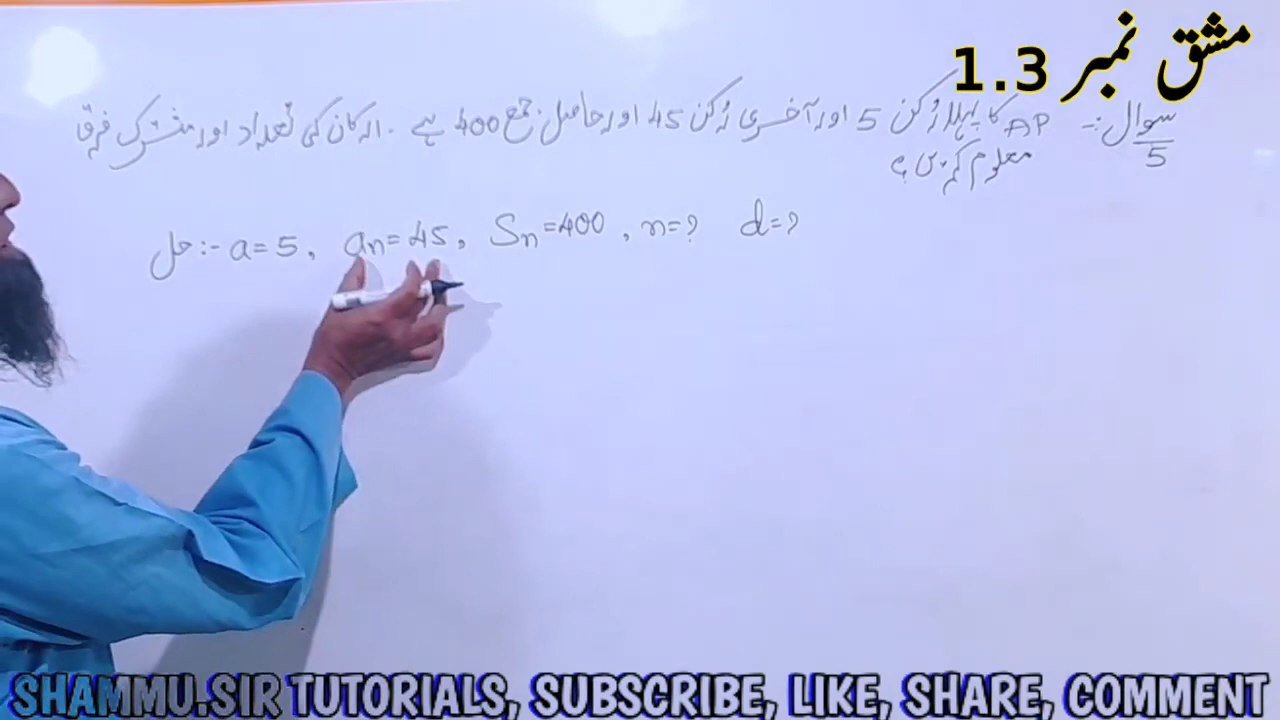 مشق نمبر 1.3
سوال 5 :- AP کا پہلا رُکن 5 اور آخری رُکن 45 اور حاصل جمع 400 ہے ۔ ارکان کی تعداد اور مشترک فرق
معلوم کریں ؟
حل :- a = 5 , an = 45 , Sn = 400 , n = ? d = ?
SHAMMU.SIR TUTORIALS, SUBSCRIBE, LIKE, SHARE, COMMENT